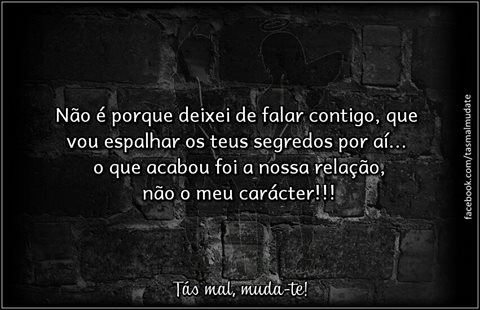 Não é porque deixei de falar contigo, que
vou espalhar os teus segredos por aí...
o que acabou foi a nossa relação,
não o meu carácter!!!
Tás mal, muda-te!
facebook.com/tasmalmudate